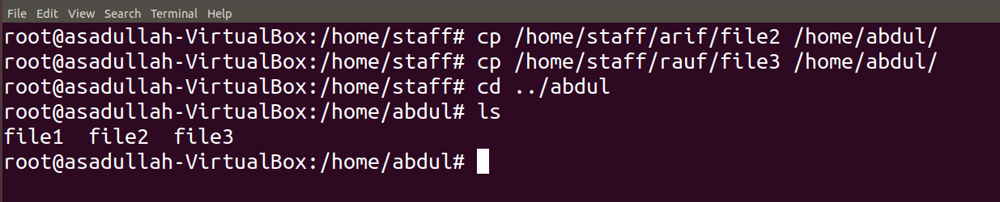 File Edit View Search Terminal Help
root@asadullah-VirtualBox:/home/staff# cp /home/staff/arif/file2 /home/abdul/
root@asadullah-VirtualBox:/home/staff# cp /home/staff/rauf/file3 /home/abdul/
root@asadullah-VirtualBox:/home/staff# cd ../abdul
root@asadullah-VirtualBox:/home/abdul# ls
file1  file2  file3
root@asadullah-VirtualBox:/home/abdul#